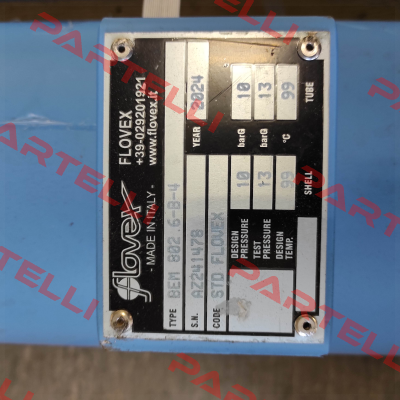 flovex
- MADE IN ITALY -
FLOVEX
+39-029201921
www.flovex.it
TYPE BEM 802.6-8-4
S.N. AZ241478 YEAR 2024
CODE STD FLOVEX
DESIGN PRESSURE 10 barG 10
TEST PRESSURE 13 barG 13
DESIGN TEMP. 99 °C 99
SHELL TUBE
PARTELLI
PARTELLI
PARTELLI
PARTELLI